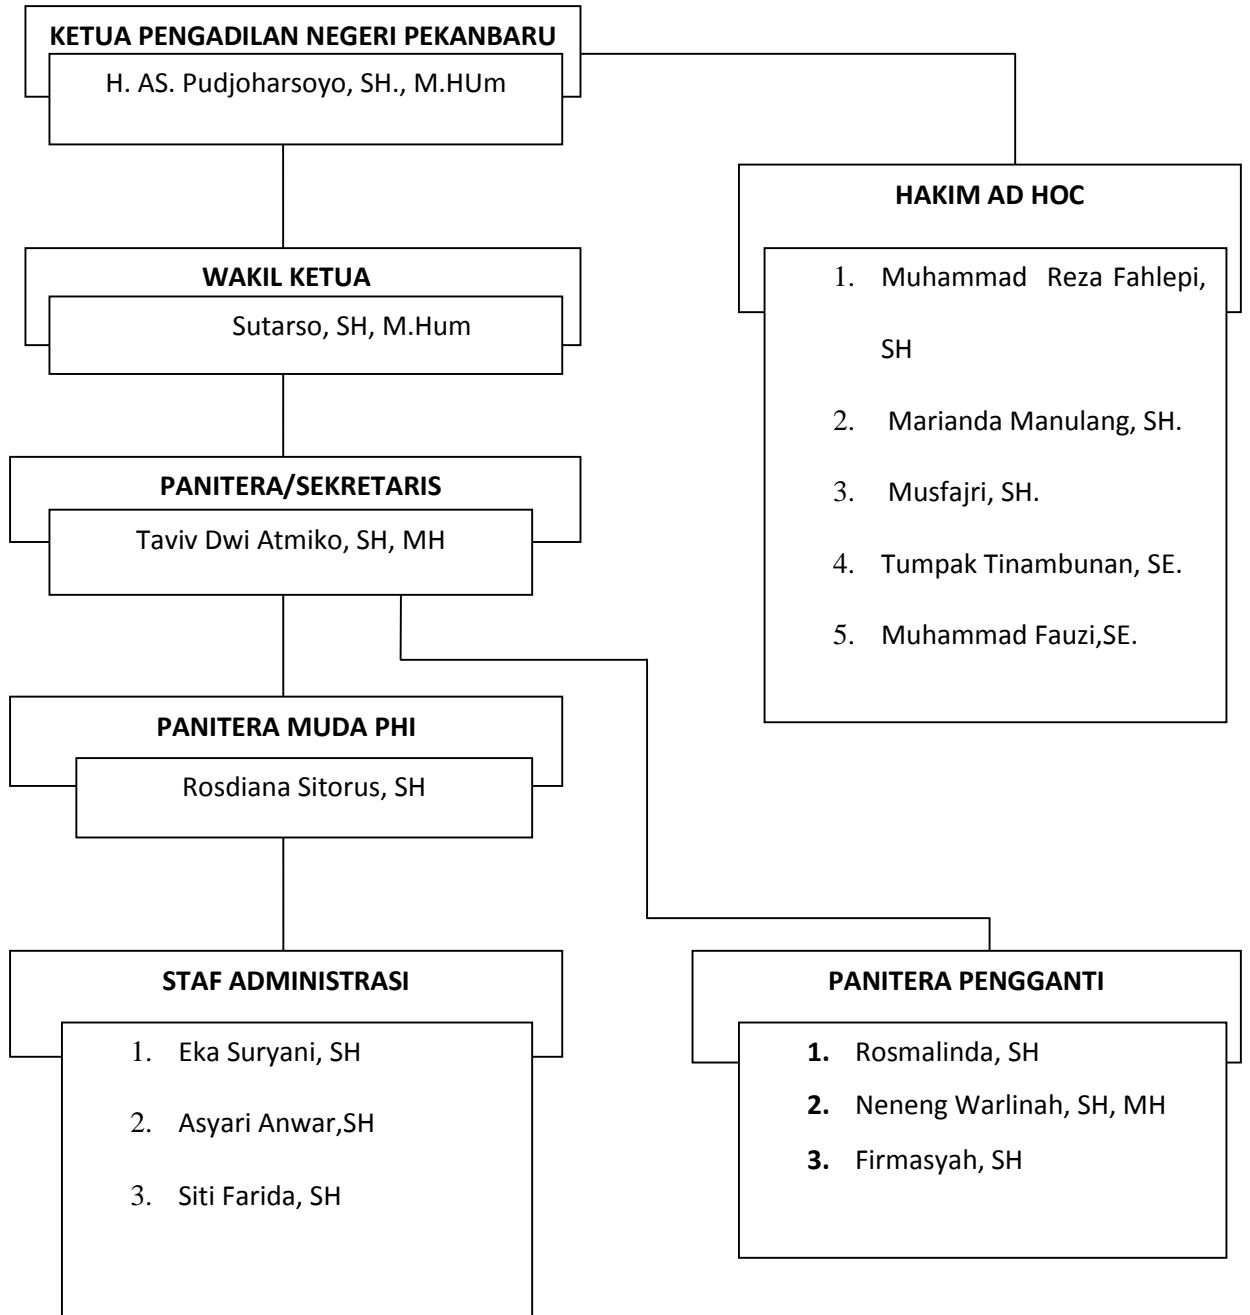 KETUA PENGADILAN NEGERI PEKANBARU
H. AS. Pudjoharsoyo, SH., M.HUm
HAKIM AD HOC
1. Muhammad Reza Fahlepi,
SH
2. Marianda Manulang, SH.
3. Musfajri, SH.
4. Tumpak Tinambunan, SE.
5. Muhammad Fauzi,SE.
WAKIL KETUA
Sutarso, SH, M.Hum
PANITERA/SEKRETARIS
Taviv Dwi Atmiko, SH, MH
PANITERA MUDA PHI
Rosdiana Sitorus, SH
STAF ADMINISTRASI
1. Eka Suryani, SH
2. Asyari Anwar,SH
3. Siti Farida, SH
PANITERA PENGGANTI
1. Rosmalinda, SH
2. Neneng Warlinah, SH, MH
3. Firmasyah, SH